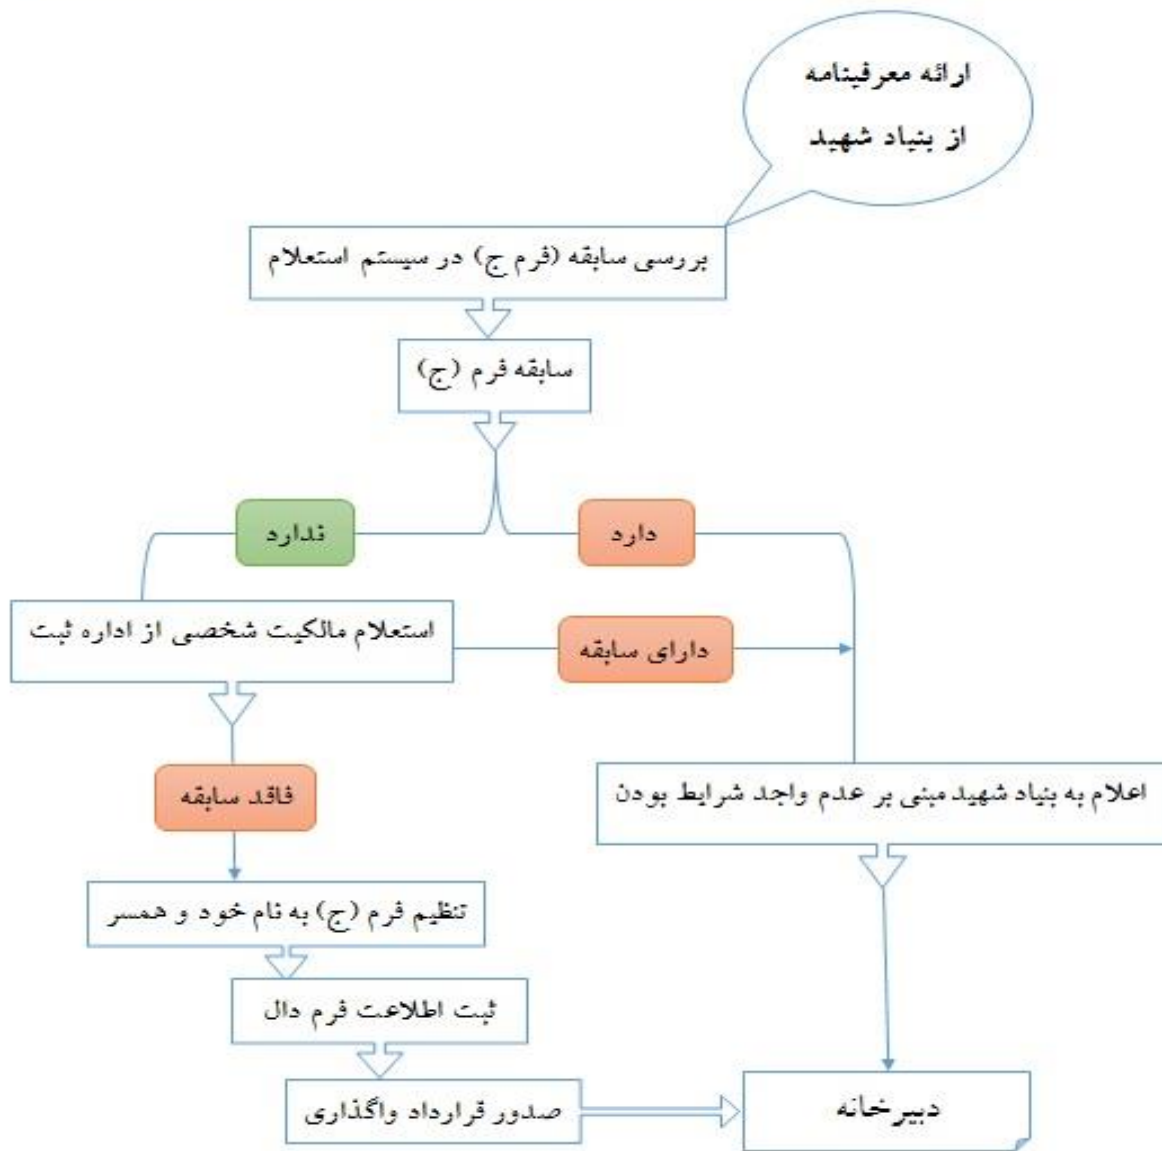 ارائه معرفینامه
از بنیاد شهید
بررسی سابقه (فرم ج) در سیستم استعلام
سابقه فرم (ج)
دارد
ندارد
استعلام مالکیت شخصی از اداره ثبت
دارای سابقه
فاقد سابقه
اعلام به بنیاد شهید مبنی بر عدم واجد شرایط بودن
تنظیم فرم (ج) به نام خود و همسر
ثبت اطلاعت فرم دال
صدور قرارداد واگذاری
دبیرخانه